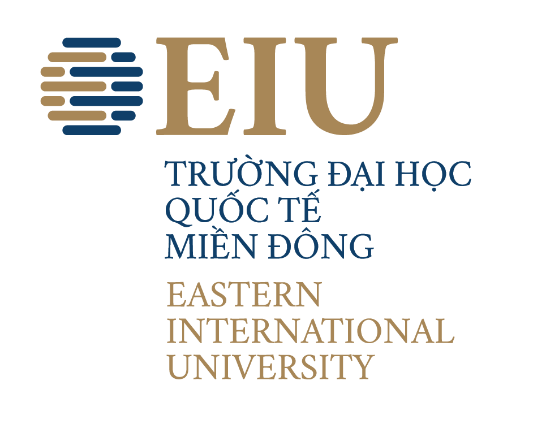 EIU
TRƯỜNG ĐẠI HỌC
QUỐC TẾ
MIỀN ĐÔNG
EASTERN
INTERNATIONAL
UNIVERSITY